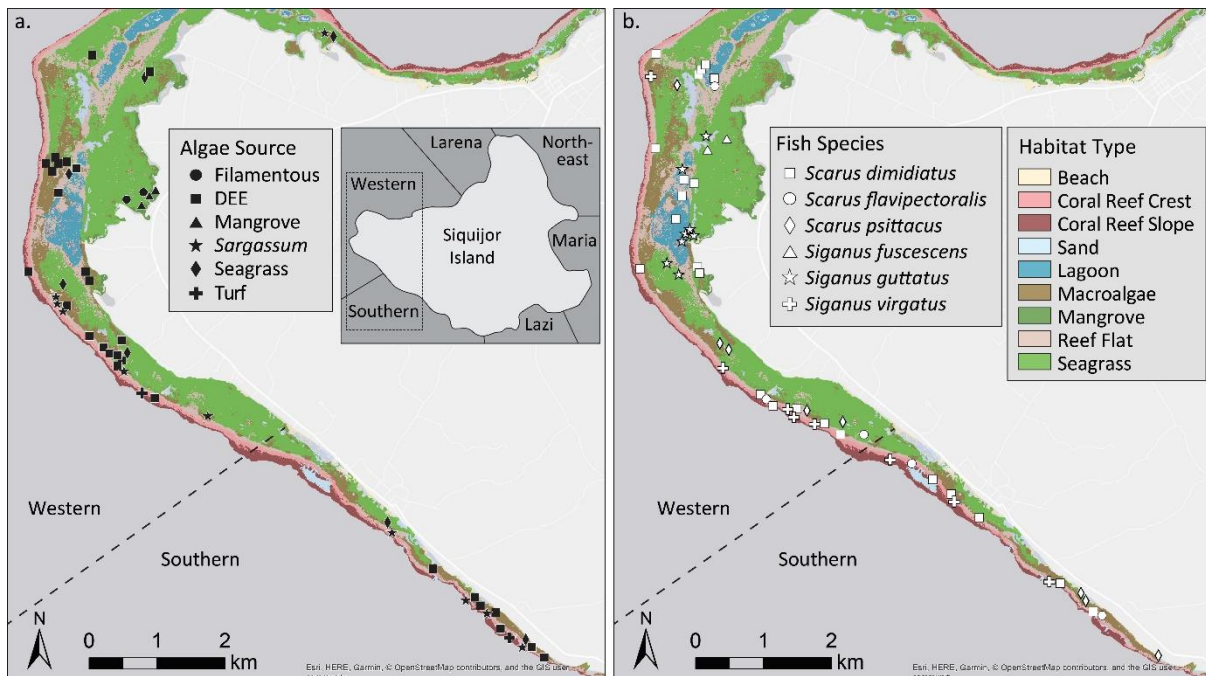 a.
Algae Source
Filamentous
DEE
Mangrove
Sargassum
Seagrass
Turf
Larena
North-
east
Western
Siquijor
Island
Maria
Southern
Lazi
Western
Southern
N
0 1 2
km
Esri, HERE, Garmin, © OpenStreetMap contributors, and the GIS user
b.
Fish Species
Scarus dimidiatus
Scarus flavipectoralis
Scarus psittacus
Siganus fuscescens
Siganus guttatus
Siganus virgatus
Habitat Type
Beach
Coral Reef Crest
Coral Reef Slope
Sand
Lagoon
Macroalgae
Mangrove
Reef Flat
Seagrass
Western
Southern
N
0 1 2
km
Esri, HERE, Garmin, © OpenStreetMap contributors, and the GIS user